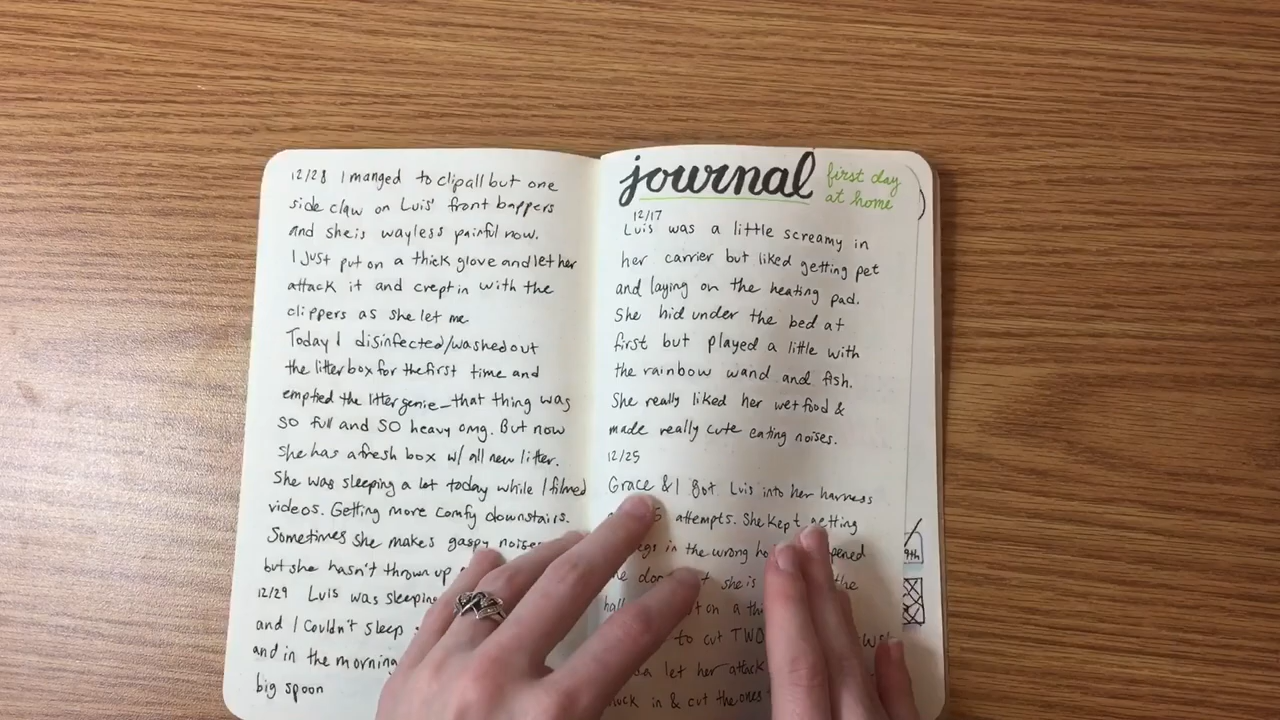 12/28 I manged to clip all but one
side claw on Luis' front bappers
and she is way less painful now.
I just put on a thick glove and let her
attack it and crept in with the
clippers as she let me.
Today I disinfected/washed out
the litter box for the first time and
emptied the litter genie - that thing was
SO full and SO heavy omg. But now
she has a fresh box w/ all new litter.
She was sleeping a lot today while I filmed
videos. Getting more comfy downstairs.
Sometimes she makes gaspy noises
but she hasn't thrown up
12/29 Luis was sleeping
and I couldn't sleep
and in the morning
big spoon
journal
first day
at home
12/17
Luis was a little screamy in
her carrier but liked getting pet
and laying on the heating pad.
She hid under the bed at
first but played a little with
the rainbow wand and fish.
She really liked her wet food &
made really cute eating noises.
12/25
Grace & I got Luis into her harness
attempts. She kept getting
legs in the wrong
she is the
on a
to cut TWO
let her attack
in & cut the ones
9th